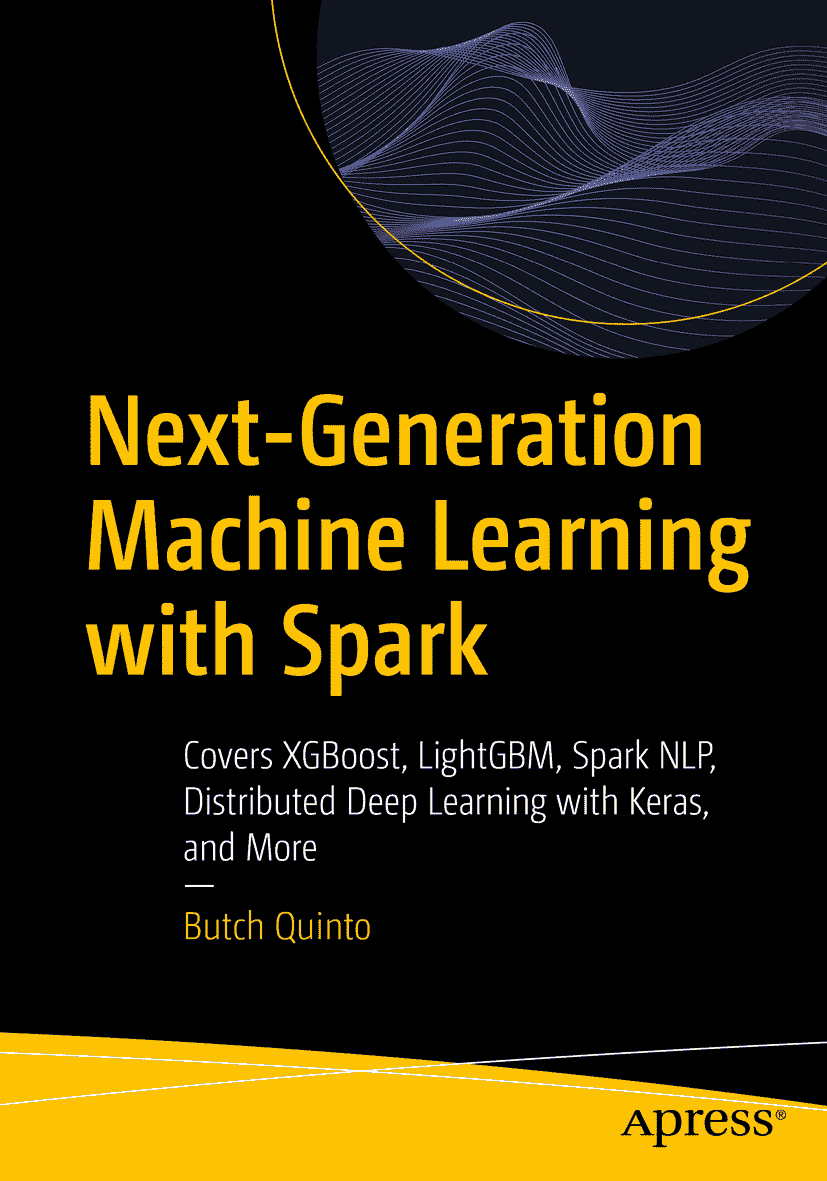 Next-Generation
Machine Learning
with Spark
Covers XGBoost, LightGBM, Spark NLP,
Distributed Deep Learning with Keras,
and More
—
Butch Quinto
Apress®